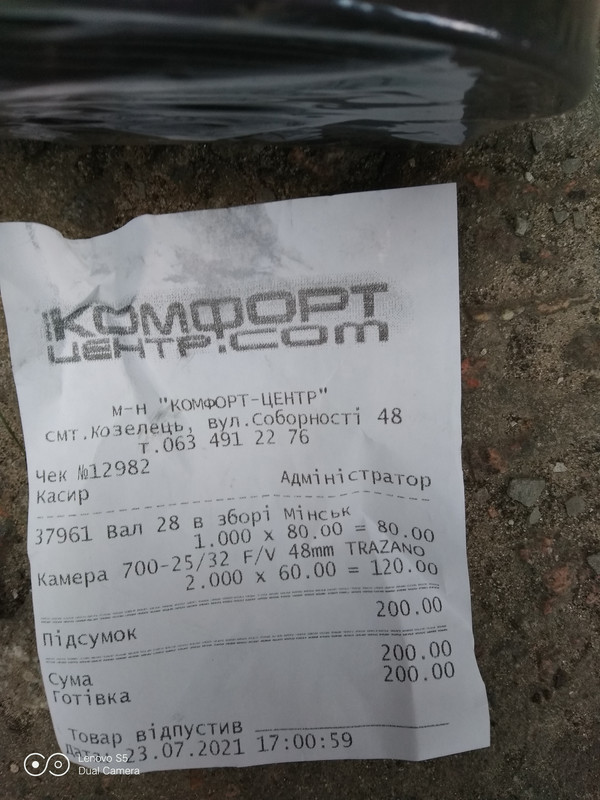 КОМФОРТ
ЦЕНТР.COM
м-н "КОМФОРТ-ЦЕНТР"
смт.Козелець, вул.Соборності 48
т.063 491 22 76
Чек №12982
Касир Адміністратор
37961 Вал 28 в зборі Мінськ
1.000 x 80.00 = 80.00
Камера 700-25/32 F/V 48mm TRAZANO
2.000 x 60.00 = 120.00
200.00
Підсумок
Сума 200.00
Готівка 200.00
Товар відпустив
Дата: 23.07.2021 17:00:59
Lenovo S5
Dual Camera